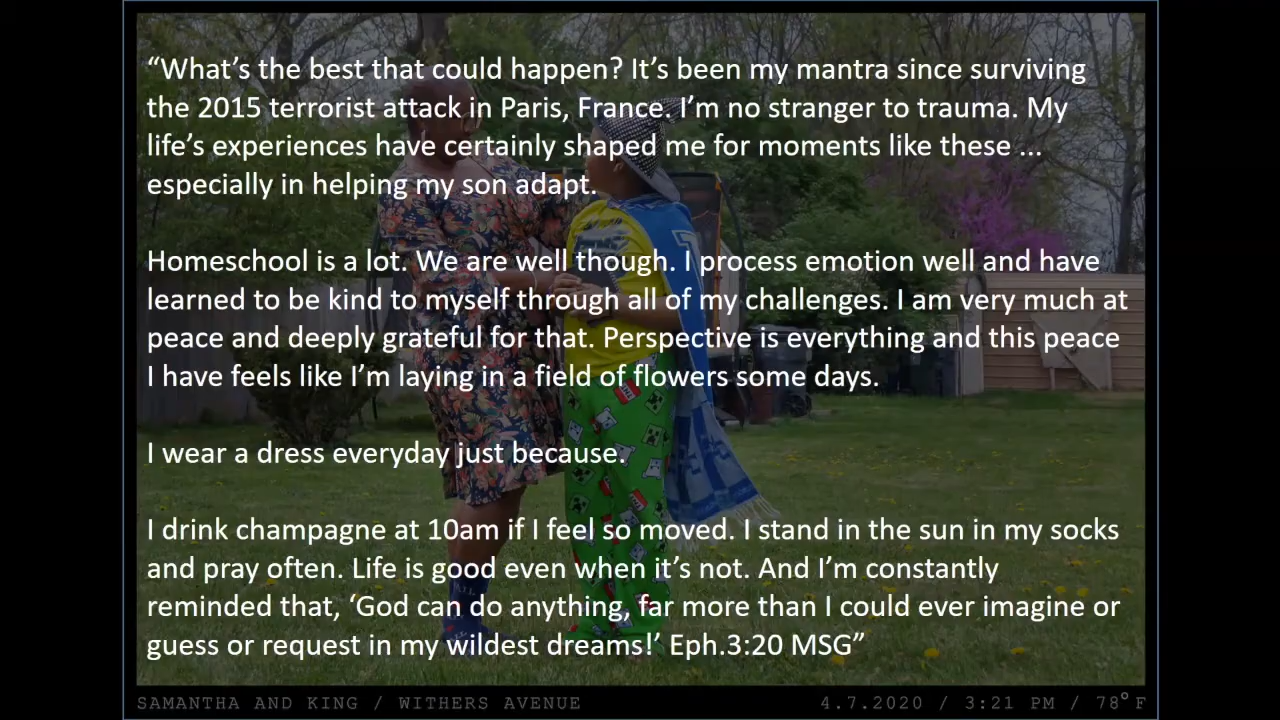 “What’s the best that could happen? It’s been my mantra since surviving
the 2015 terrorist attack in Paris, France. I’m no stranger to trauma. My
life’s experiences have certainly shaped me for moments like these ...
especially in helping my son adapt.
Homeschool is a lot. We are well though. I process emotion well and have
learned to be kind to myself through all of my challenges. I am very much at
peace and deeply grateful for that. Perspective is everything and this peace
I have feels like I’m laying in a field of flowers some days.
I wear a dress everyday just because.
I drink champagne at 10am if I feel so moved. I stand in the sun in my socks
and pray often. Life is good even when it’s not. And I’m constantly
reminded that, ‘God can do anything, far more than I could ever imagine or
guess or request in my wildest dreams!’ Eph.3:20 MSG”
SAMANTHA AND KING / WITHERS AVENUE 4.7.2020 / 3:21 PM / 78° F